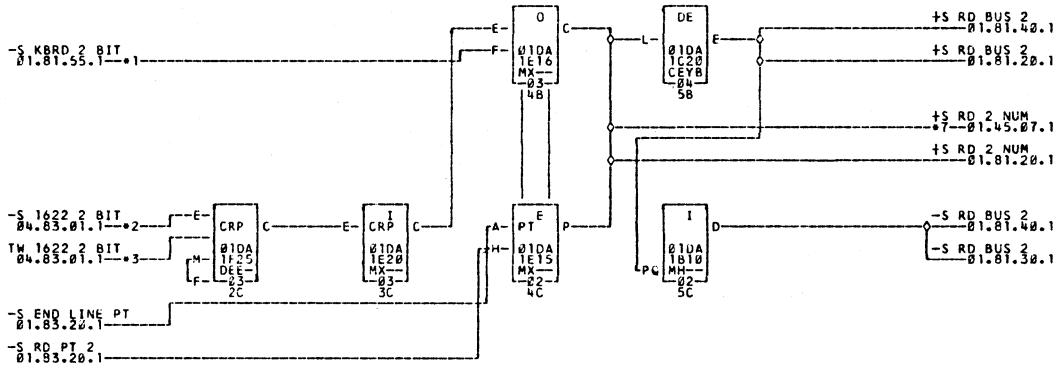 -S KBRD 2 BIT
01.81.55.1---*1
-S 1622 2 BIT
04.83.01.1---*2
TW 1622 2 BIT
04.83.01.1---*3
-S END LINE PT
01.83.20.1
-S RD PT 2
01.93.20.1
E
F
O
C
01DA
1E16
MX--
03
4B
L
DE
E
01DA
1C20
CEYB
04
5B
E
M
F
CRP
C
01DA
1F25
DEE-
03
2C
E
I
CRP
C
01DA
1E20
MX--
03
3C
A
H
E
PT
P
01DA
1E15
MX--
02
4C
I
D
01DA
1B10
MH--
02
5C
+S RD BUS 2
01.81.40.1
+S RD BUS 2
01.81.20.1
+S RD 2 NUM
*7--01.45.07.1
+S RD 2 NUM
01.81.20.1
-S RD BUS 2
01.81.40.1
-S RD BUS 2
01.81.30.1